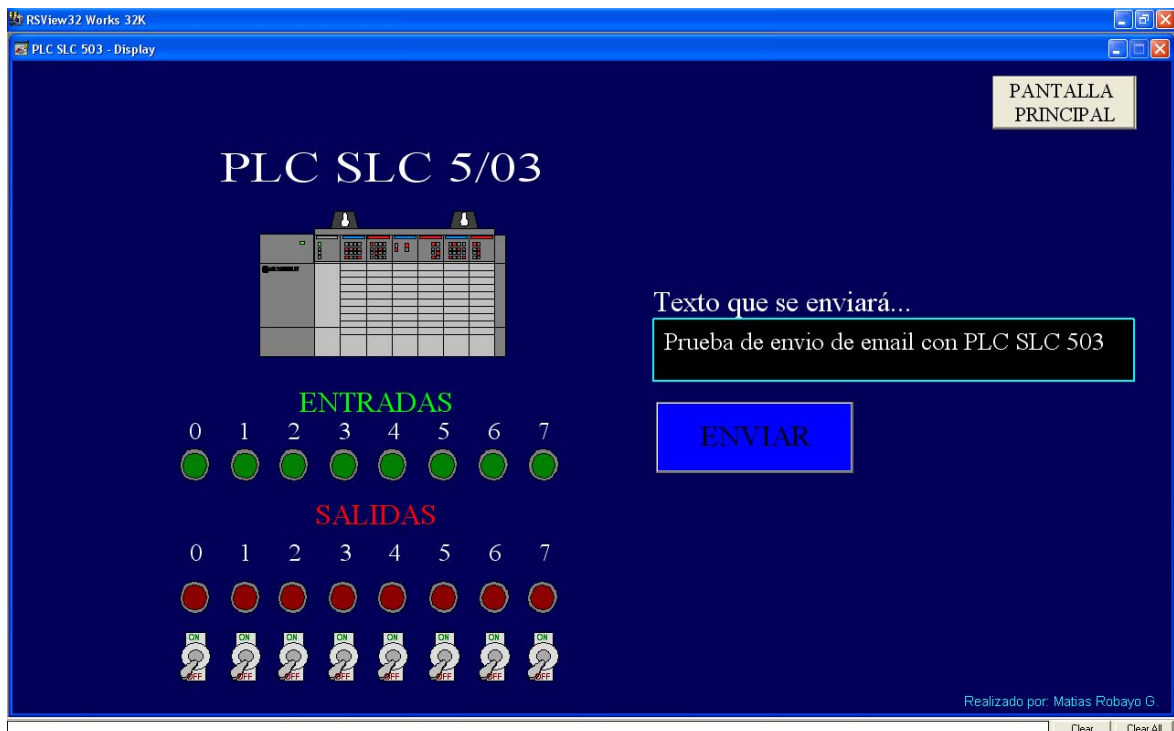 RSView32 Works 32K
PLC SLC 503 - Display
PANTALLA
PRINCIPAL
PLC SLC 5/03
Texto que se enviará...
Prueba de envio de email con PLC SLC 503
ENVIAR
ENTRADAS
0 1 2 3 4 5 6 7
SALIDAS
0 1 2 3 4 5 6 7
ON ON ON ON ON ON ON ON
OFF OFF OFF OFF OFF OFF OFF OFF
Realizado por: Matias Robayo G.
Clear Clear All